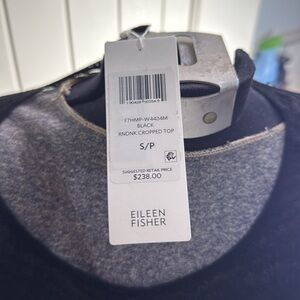 F7HMP-W4434M
BLACK
RNDNK CROPPED TOP
S/P
SUGGESTED RETAIL PRICE
$238.00
EILEEN
FISHER